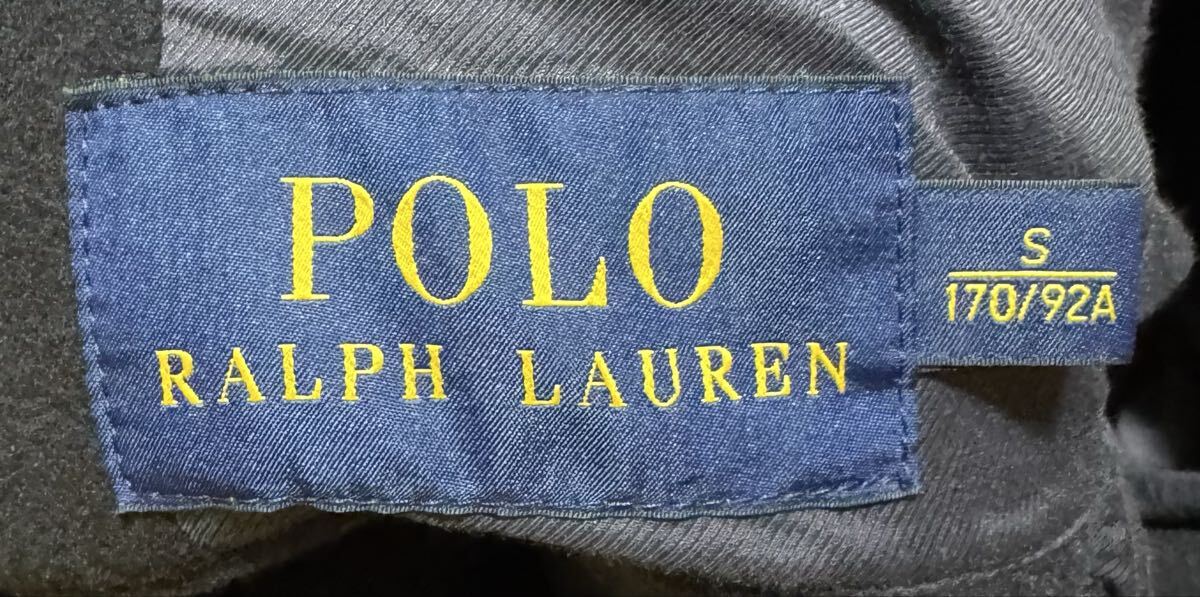 POLO
RALPH LAUREN
S
170/92A